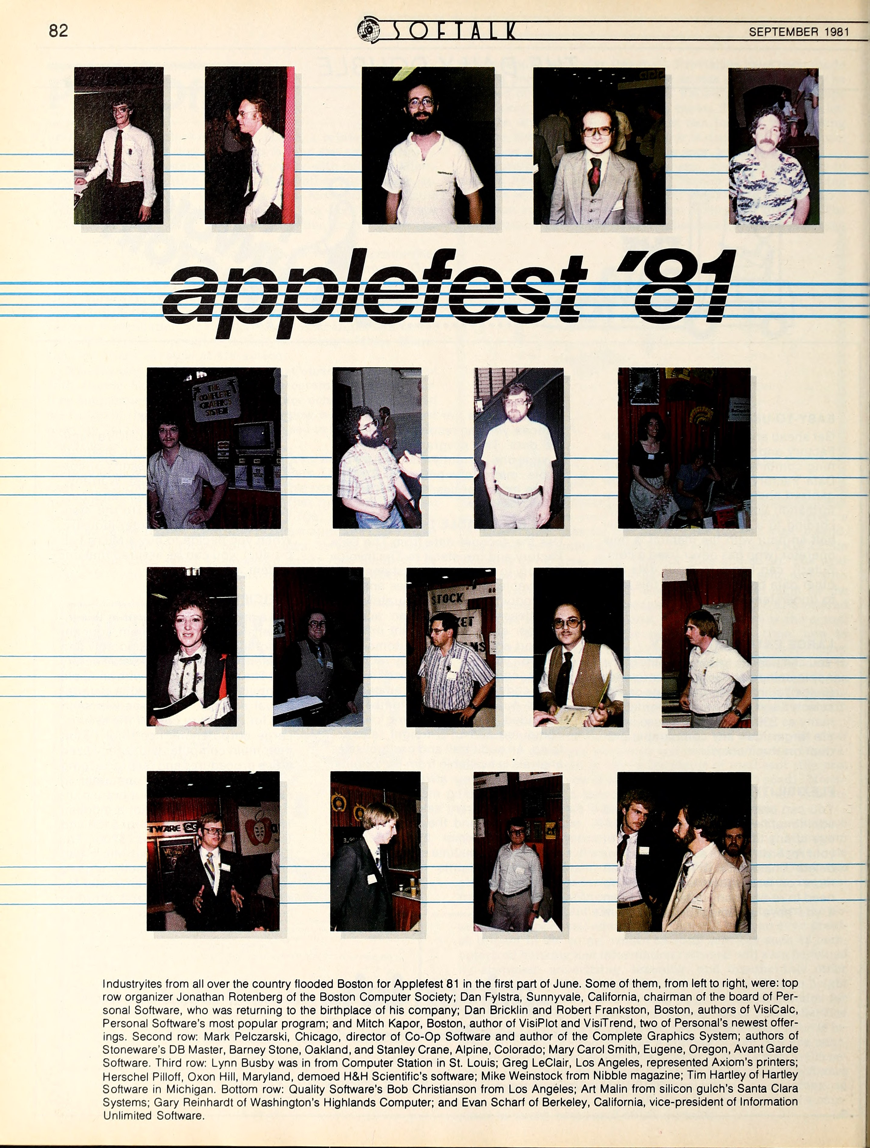 82
SOFTALK
SEPTEMBER 1981
applefest '81
THE
COMPLETE
GRAPHICS
SYSTEM
STOCK
Industryites from all over the country flooded Boston for Applefest 81 in the first part of June. Some of them, from left to right, were: top
row organizer Jonathan Rotenberg of the Boston Computer Society; Dan Fylstra, Sunnyvale, California, chairman of the board of Per-
sonal Software, who was returning to the birthplace of his company; Dan Bricklin and Robert Frankston, Boston, authors of VisiCalc,
Personal Software's most popular program; and Mitch Kapor, Boston, author of VisiPlot and VisiTrend, two of Personal's newest offer-
ings. Second row: Mark Pelczarski, Chicago, director of Co-Op Software and author of the Complete Graphics System; authors of
Stoneware's DB Master, Barney Stone, Oakland, and Stanley Crane, Alpine, Colorado; Mary Carol Smith, Eugene, Oregon, Avant Garde
Software. Third row: Lynn Busby was in from Computer Station in St. Louis; Greg LeClair, Los Angeles, represented Axiom's printers;
Herschel Pilloff, Oxon Hill, Maryland, demoed H&H Scientific's software; Mike Weinstock from Nibble magazine; Tim Hartley of Hartley
Software in Michigan. Bottom row: Quality Software's Bob Christianson from Los Angeles; Art Malin from silicon gulch's Santa Clara
Systems; Gary Reinhardt of Washington's Highlands Computer; and Evan Scharf of Berkeley, California, vice-president of Information
Unlimited Software.